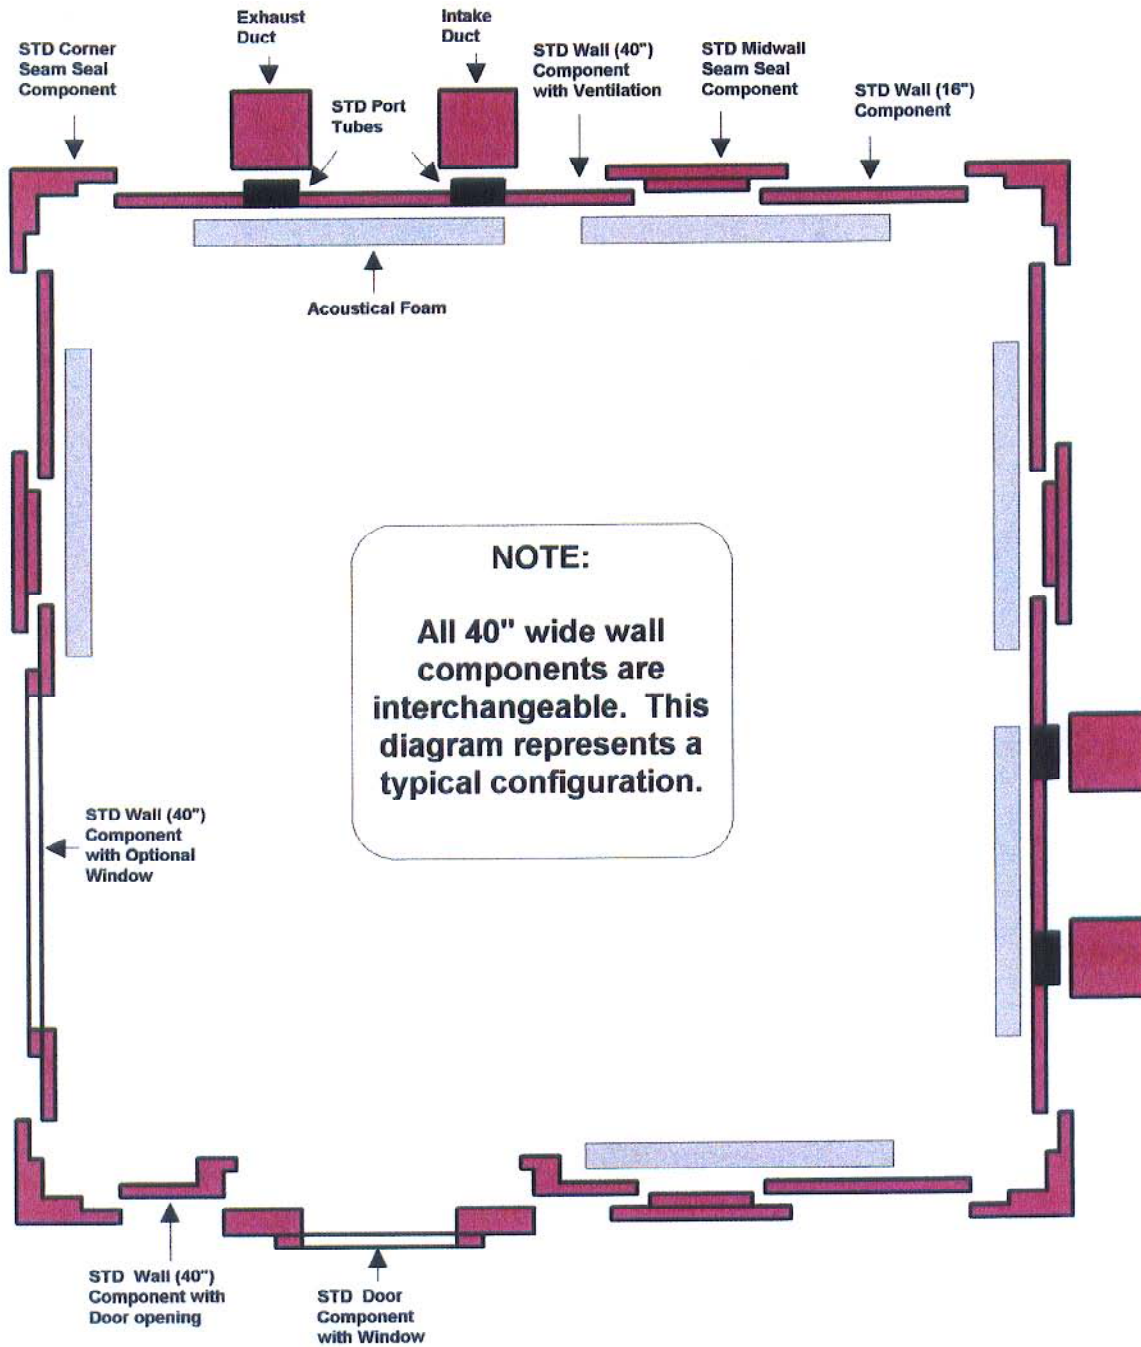 Exhaust
Duct
Intake
Duct
STD Corner
Seam Seal
Component
STD Port
Tubes
STD Wall (40")
Component
with Ventilation
STD Midwall
Seam Seal
Component
STD Wall (16")
Component
Acoustical Foam
NOTE:
All 40" wide wall
components are
interchangeable. This
diagram represents a
typical configuration.
STD Wall (40")
Component
with Optional
Window
STD Wall (40")
Component with
Door opening
STD Door
Component
with Window